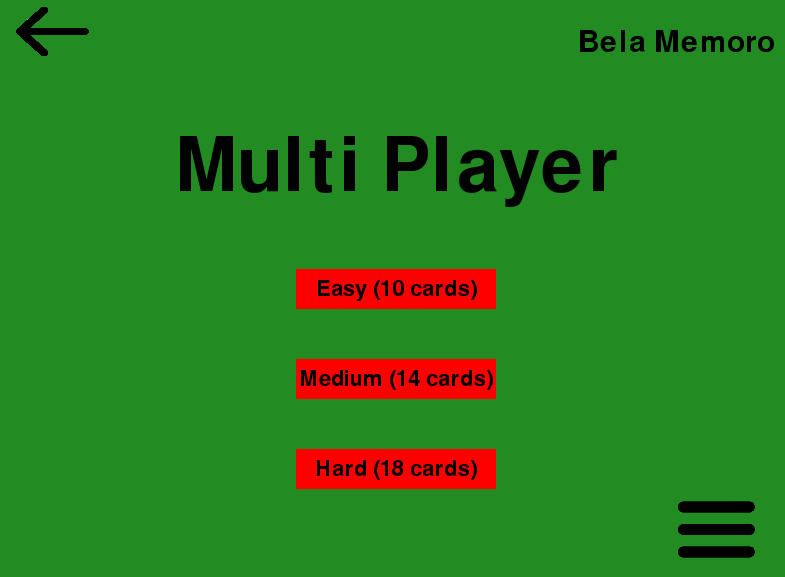 Bela Memoro
Multi Player
Easy (10 cards)
Medium (14 cards)
Hard (18 cards)